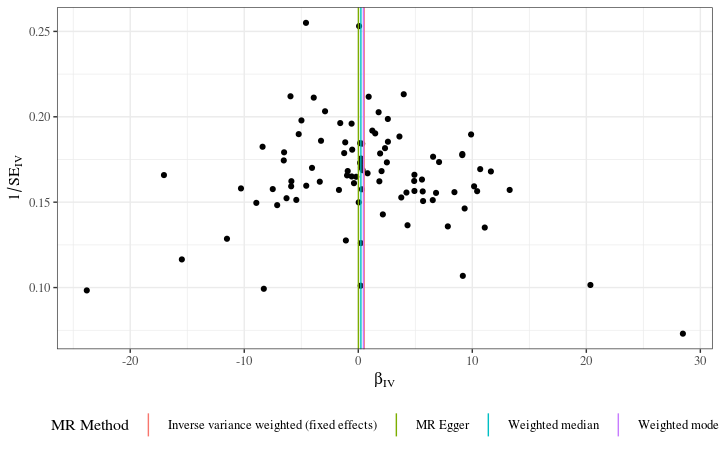 0.25
0.20
0.15
0.10
1/SE_IV
-20 -10 0 10 20 30
β_IV
MR Method Inverse variance weighted (fixed effects) MR Egger Weighted median Weighted mode